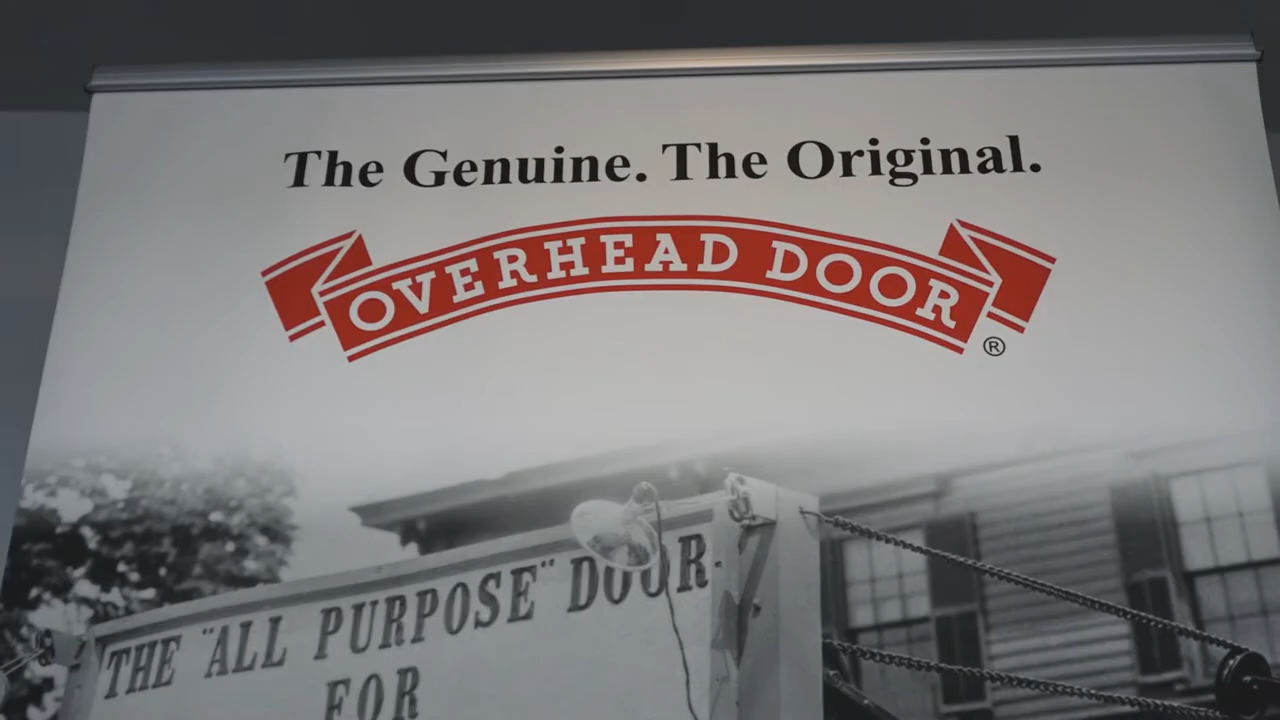 The Genuine. The Original.
OVERHEAD DOOR
®
THE "ALL PURPOSE" DOOR-
FOR